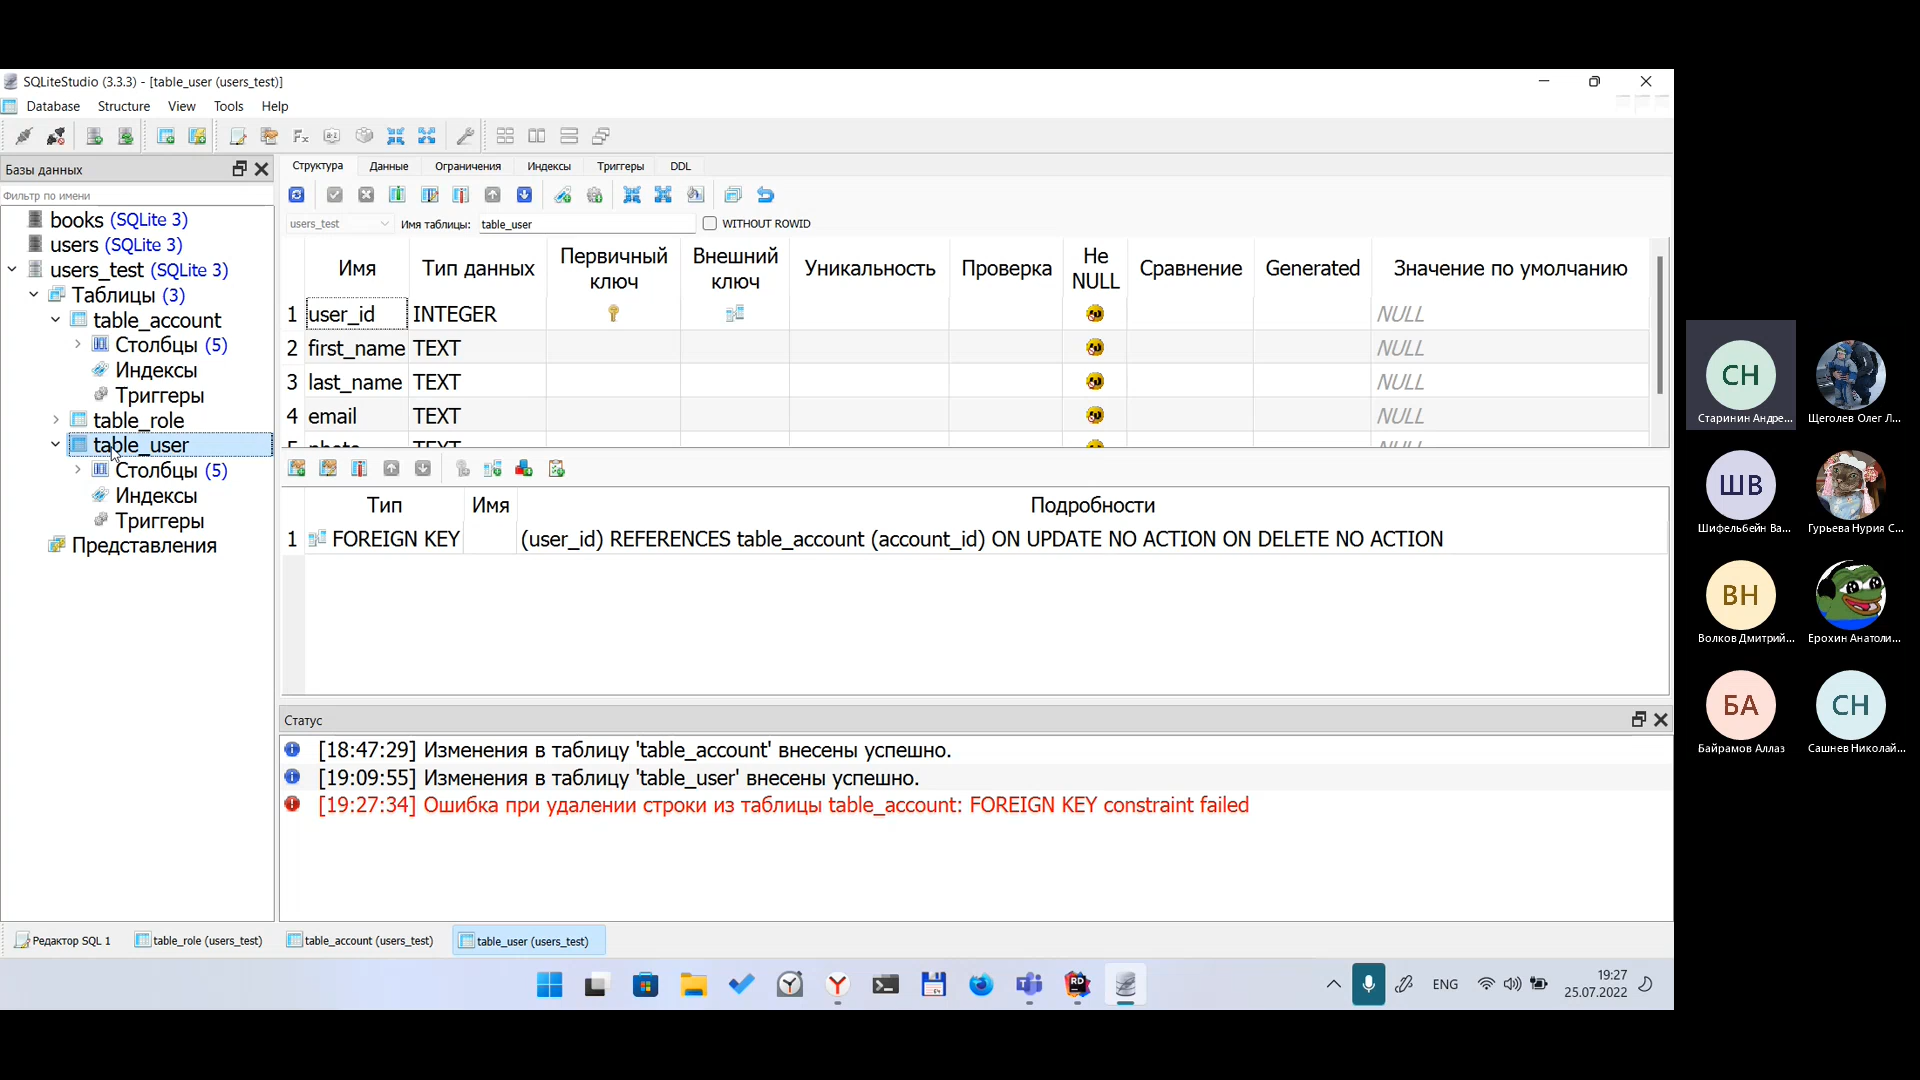 SQLiteStudio (3.3.3) - [table_user (users_test)]
Database Structure View Tools Help
Базы данных
Фильтр по имени
books (SQLite 3)
users (SQLite 3)
users_test (SQLite 3)
Таблицы (3)
table_account
Столбцы (5)
Индексы
Триггеры
table_role
table_user
Столбцы (5)
Индексы
Триггеры
Представления
Структура Данные Ограничения Индексы Триггеры DDL
users_test Имя таблицы: table_user WITHOUT ROWID
Имя Тип данных Первичный ключ Внешний ключ Уникальность Проверка Не NULL Сравнение Generated Значение по умолчанию
1 user_id INTEGER NULL
2 first_name TEXT NULL
3 last_name TEXT NULL
4 email TEXT NULL
5 photo TEXT NULL
Тип Имя Подробности
1 FOREIGN KEY (user_id) REFERENCES table_account (account_id) ON UPDATE NO ACTION ON DELETE NO ACTION
Статус
[18:47:29] Изменения в таблицу 'table_account' внесены успешно.
[19:09:55] Изменения в таблицу 'table_user' внесены успешно.
[19:27:34] Ошибка при удалении строки из таблицы table_account: FOREIGN KEY constraint failed
Редактор SQL 1 table_role (users_test) table_account (users_test) table_user (users_test)
ENG
19:27
25.07.2022
СН
Старинин Андре...
Щеголев Олег Л...
ШВ
Шифельбейн Ва...
Гурьева Нурия С...
ВН
Волков Дмитрий...
Ерохин Анатоли...
БА
Байрамов Аллаз
СН
Сашнев Николай...